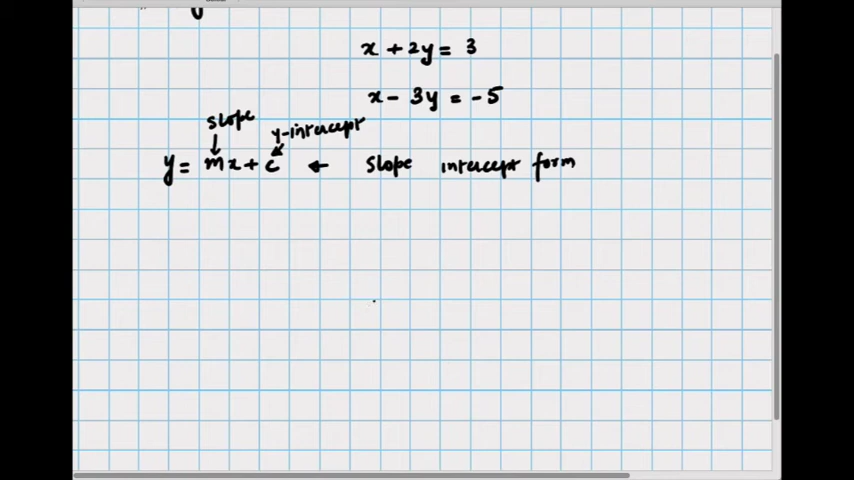 x + 2y = 3
x - 3y = -5
slope
y-intercept
y = mx + c ← slope intercept form